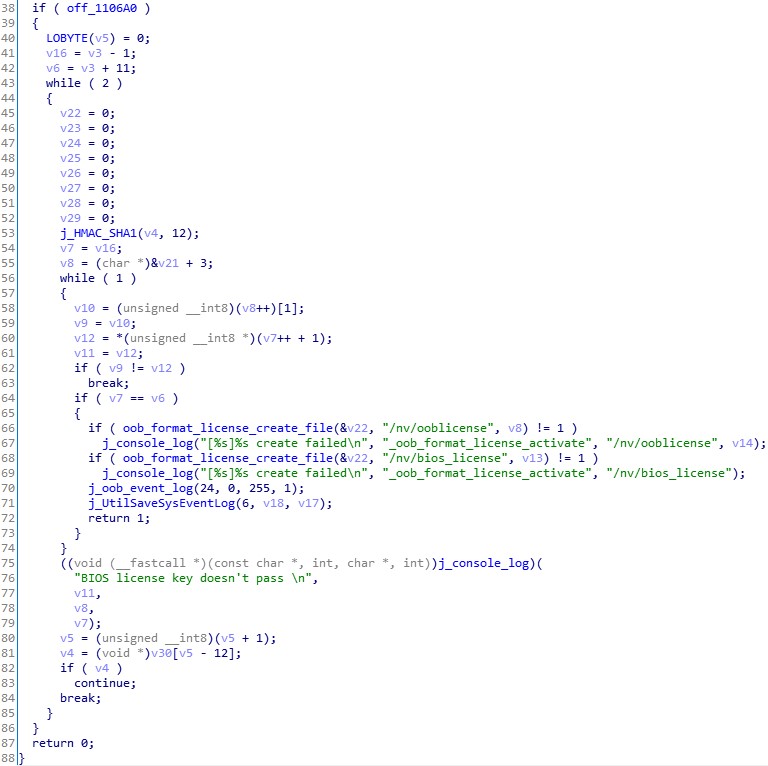 38 if ( off_1106A0 )
39 {
40 LOBYTE(v5) = 0;
41 v16 = v3 - 1;
42 v6 = v3 + 11;
43 while ( 2 )
44 {
45 v22 = 0;
46 v23 = 0;
47 v24 = 0;
48 v25 = 0;
49 v26 = 0;
50 v27 = 0;
51 v28 = 0;
52 v29 = 0;
53 j_HMAC_SHA1(v4, 12);
54 v7 = v16;
55 v8 = (char *)&v21 + 3;
56 while ( 1 )
57 {
58 v10 = (unsigned __int8)(v8++)[1];
59 v9 = v10;
60 v12 = *(unsigned __int8 *)(v7++ + 1);
61 v11 = v12;
62 if ( v9 != v12 )
63 break;
64 if ( v7 == v6 )
65 {
66 if ( oob_format_license_create_file(&v22, "/nv/ooblicense", v8) != 1 )
67 j_console_log("[%s]%s create failed\n", "_oob_format_license_activate", "/nv/ooblicense", v14);
68 if ( oob_format_license_create_file(&v22, "/nv/bios_license", v13) != 1 )
69 j_console_log("[%s]%s create failed\n", "_oob_format_license_activate", "/nv/bios_license");
70 j_oob_event_log(24, 0, 255, 1);
71 j_UtilSaveSysEventLog(6, v18, v17);
72 return 1;
73 }
74 }
75 ((void (__fastcall *)(const char *, int, char *, int))j_console_log)(
76 "BIOS license key doesn't pass \n",
77 v11,
78 v8,
79 v7);
80 v5 = (unsigned __int8)(v5 + 1);
81 v4 = (void *)v30[v5 - 12];
82 if ( v4 )
83 continue;
84 break;
85 }
86 }
87 return 0;
88 }